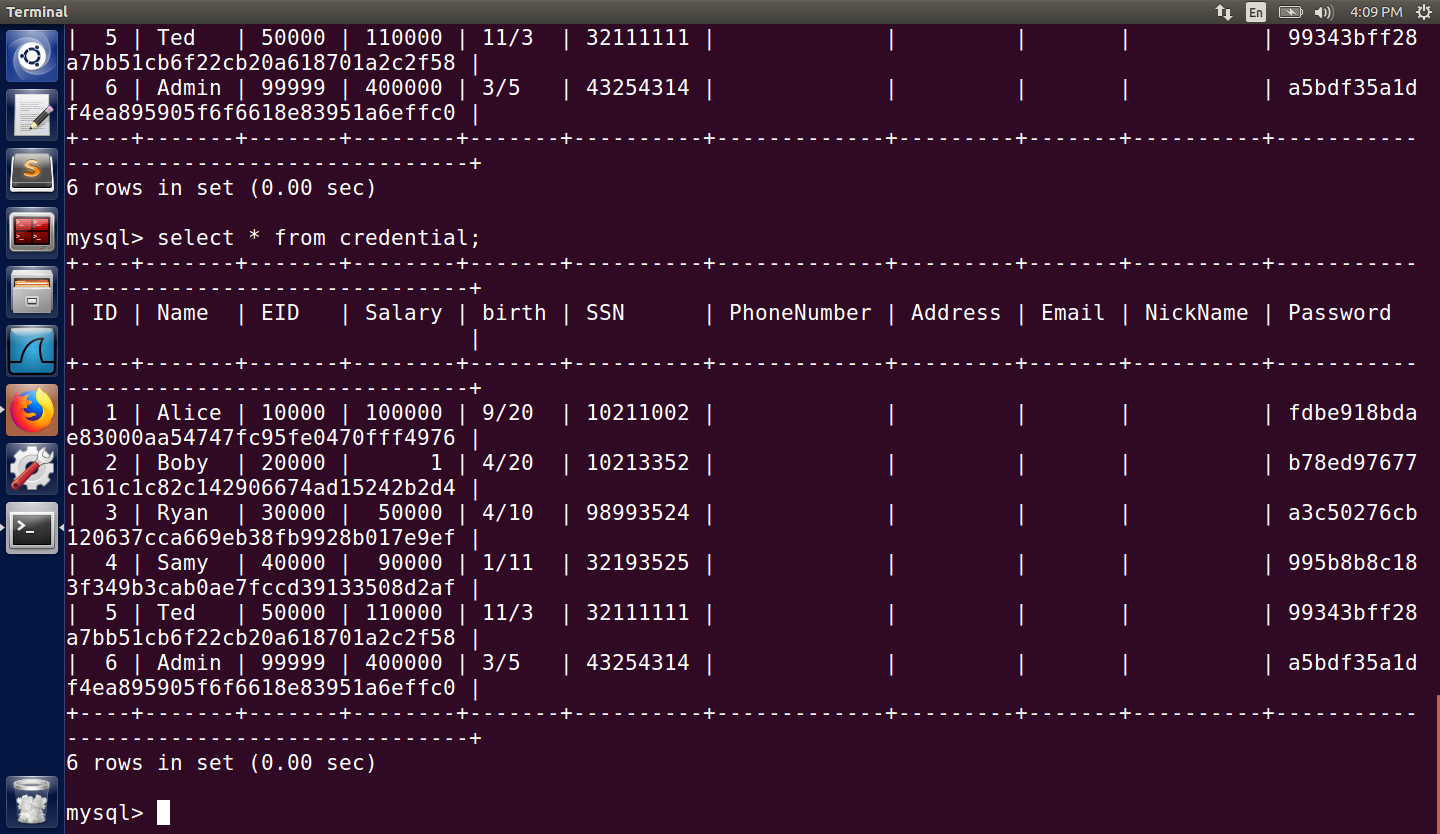 Terminal
En
4:09 PM
|  5 | Ted   | 50000 | 110000 | 11/3  | 32111111 |             |         |       |          | 99343bff28
a7bb51cb6f22cb20a618701a2c2f58 |
|  6 | Admin | 99999 | 400000 | 3/5   | 43254314 |             |         |       |          | a5bdf35a1d
f4ea895905f6f6618e83951a6effc0 |
+----+-------+-------+--------+-------+----------+-------------+---------+-------+----------+-----------
-------------------------------+
6 rows in set (0.00 sec)
mysql> select * from credential;
+----+-------+-------+--------+-------+----------+-------------+---------+-------+----------+-----------
-------------------------------+
| ID | Name  | EID   | Salary | birth | SSN      | PhoneNumber | Address | Email | NickName | Password
                               |
+----+-------+-------+--------+-------+----------+-------------+---------+-------+----------+-----------
-------------------------------+
|  1 | Alice | 10000 | 100000 | 9/20  | 10211002 |             |         |       |          | fdbe918bda
e83000aa54747fc95fe0470fff4976 |
|  2 | Boby  | 20000 |      1 | 4/20  | 10213352 |             |         |       |          | b78ed97677
c161c1c82c142906674ad15242b2d4 |
|  3 | Ryan  | 30000 |  50000 | 4/10  | 98993524 |             |         |       |          | a3c50276cb
120637cca669eb38fb9928b017e9ef |
|  4 | Samy  | 40000 |  90000 | 1/11  | 32193525 |             |         |       |          | 995b8b8c18
3f349b3cab0ae7fccd39133508d2af |
|  5 | Ted   | 50000 | 110000 | 11/3  | 32111111 |             |         |       |          | 99343bff28
a7bb51cb6f22cb20a618701a2c2f58 |
|  6 | Admin | 99999 | 400000 | 3/5   | 43254314 |             |         |       |          | a5bdf35a1d
f4ea895905f6f6618e83951a6effc0 |
+----+-------+-------+--------+-------+----------+-------------+---------+-------+----------+-----------
-------------------------------+
6 rows in set (0.00 sec)
mysql>